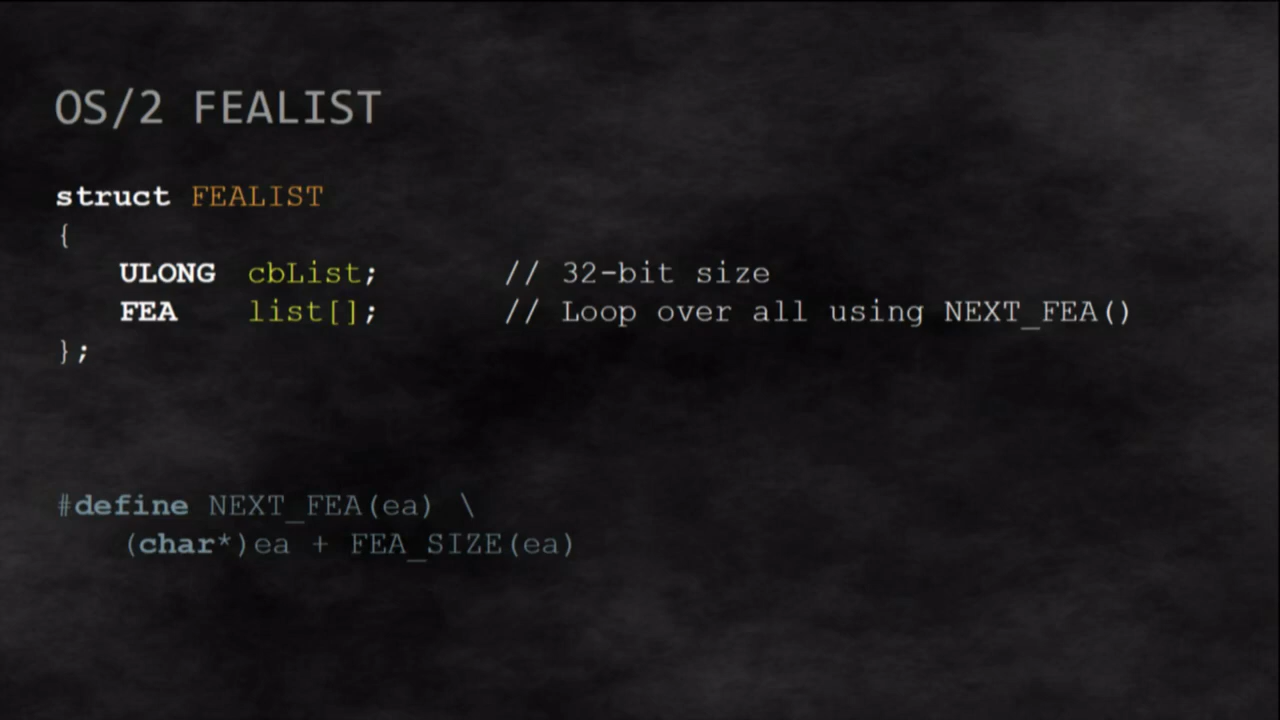 OS/2 FEALIST
struct FEALIST
{
ULONG cbList; // 32-bit size
FEA list[]; // Loop over all using NEXT_FEA()
};
#define NEXT_FEA(ea) \
(char*)ea + FEA_SIZE(ea)